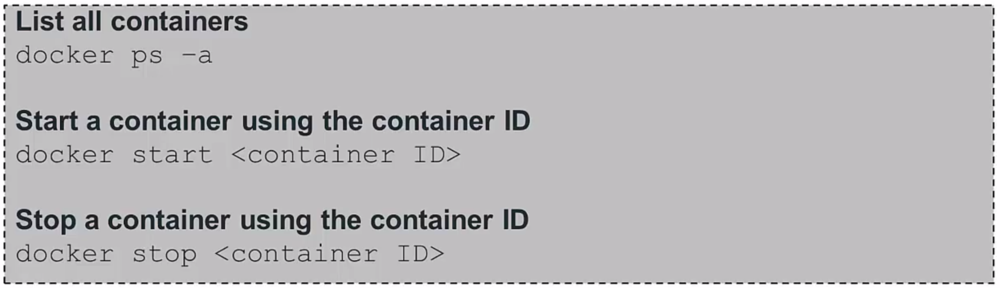 List all containers
docker ps –a
Start a container using the container ID
docker start <container ID>
Stop a container using the container ID
docker stop <container ID>